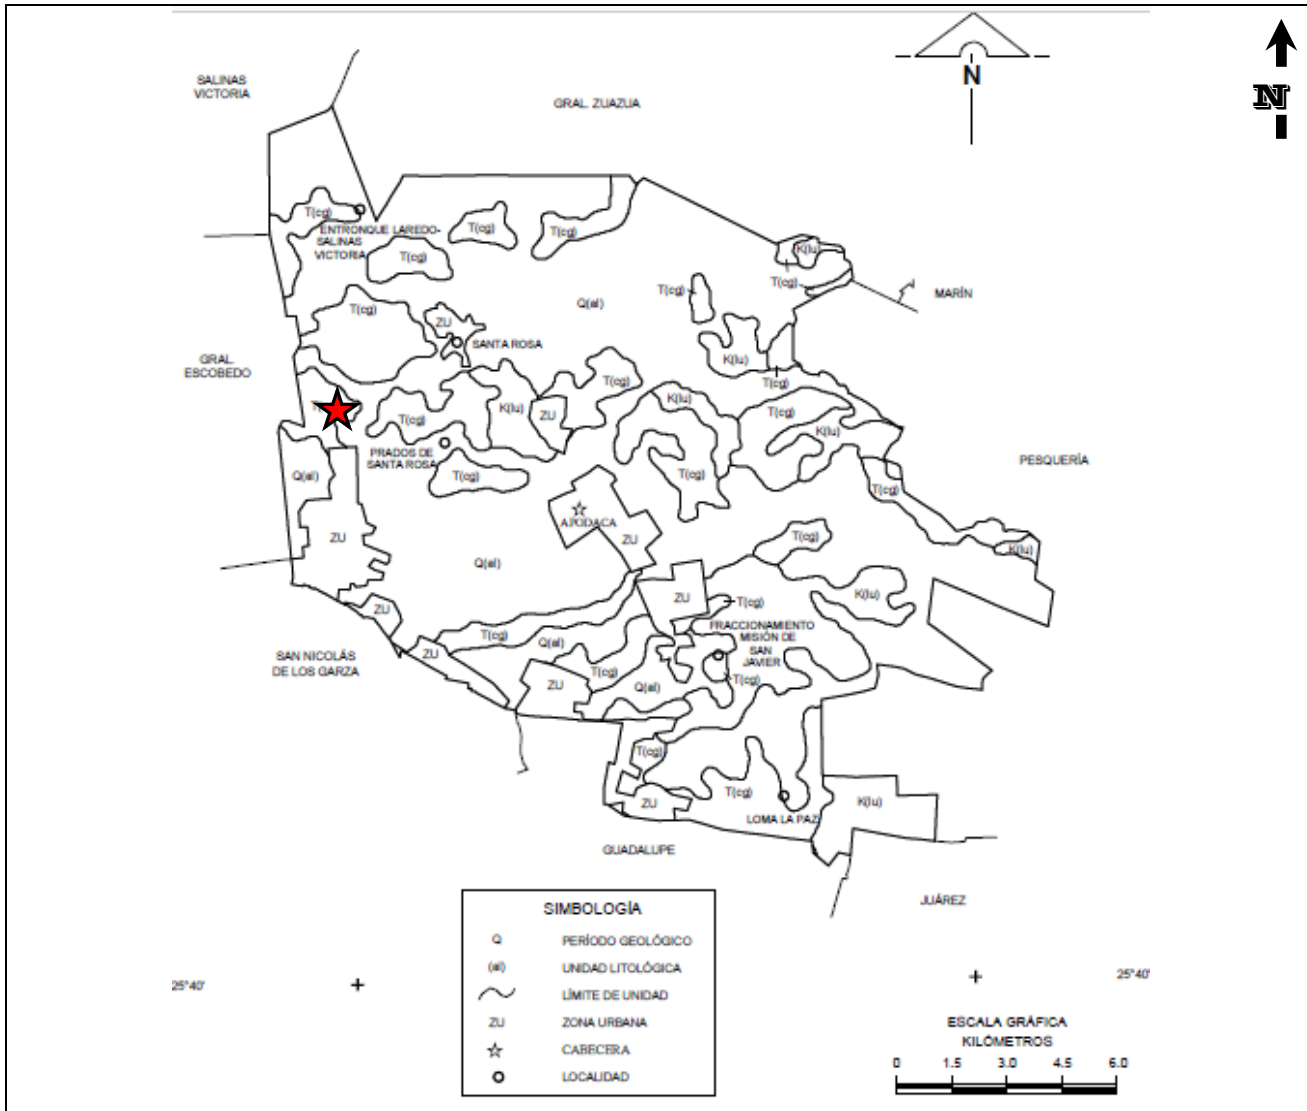 SALINAS
VICTORIA
GRAL. ZUAZUA
N
N
T(cg)
ENTRONQUE LAREDO-
SALINAS
VICTORIA
T(cg)
T(cg)
T(cg)
K(lu)
T(cg)
T(cg)
MARÍN
Q(al)
T(cg)
ZU
SANTA ROSA
K(lu)
T(cg)
GRAL.
ESCOBEDO
T(cg)
K(lu)
T(cg)
K(lu)
ZU
T(cg)
K(lu)
PRADOS DE
SANTA ROSA
T(cg)
T(cg)
T(cg)
PESQUERÍA
Q(al)
ZU
APODACA
ZU
Q(al)
T(cg)
K(lu)
ZU
T(cg)
K(lu)
ZU
FRACCIONAMIENTO
MISIÓN DE
SAN
JAVIER
T(cg)
Q(al)
SAN NICOLÁS
DE LOS GARZA
ZU
T(cg)
T(cg)
ZU
Q(al)
T(cg)
T(cg)
ZU
K(lu)
LOMA LA PAZ
GUADALUPE
JUÁREZ
SIMBOLOGÍA
Q PERÍODO GEOLÓGICO
(al) UNIDAD LITOLÓGICA
LÍMITE DE UNIDAD
ZU ZONA URBANA
CABECERA
LOCALIDAD
25°40'
25°40'
ESCALA GRÁFICA
KILÓMETROS
0 1.5 3.0 4.5 6.0